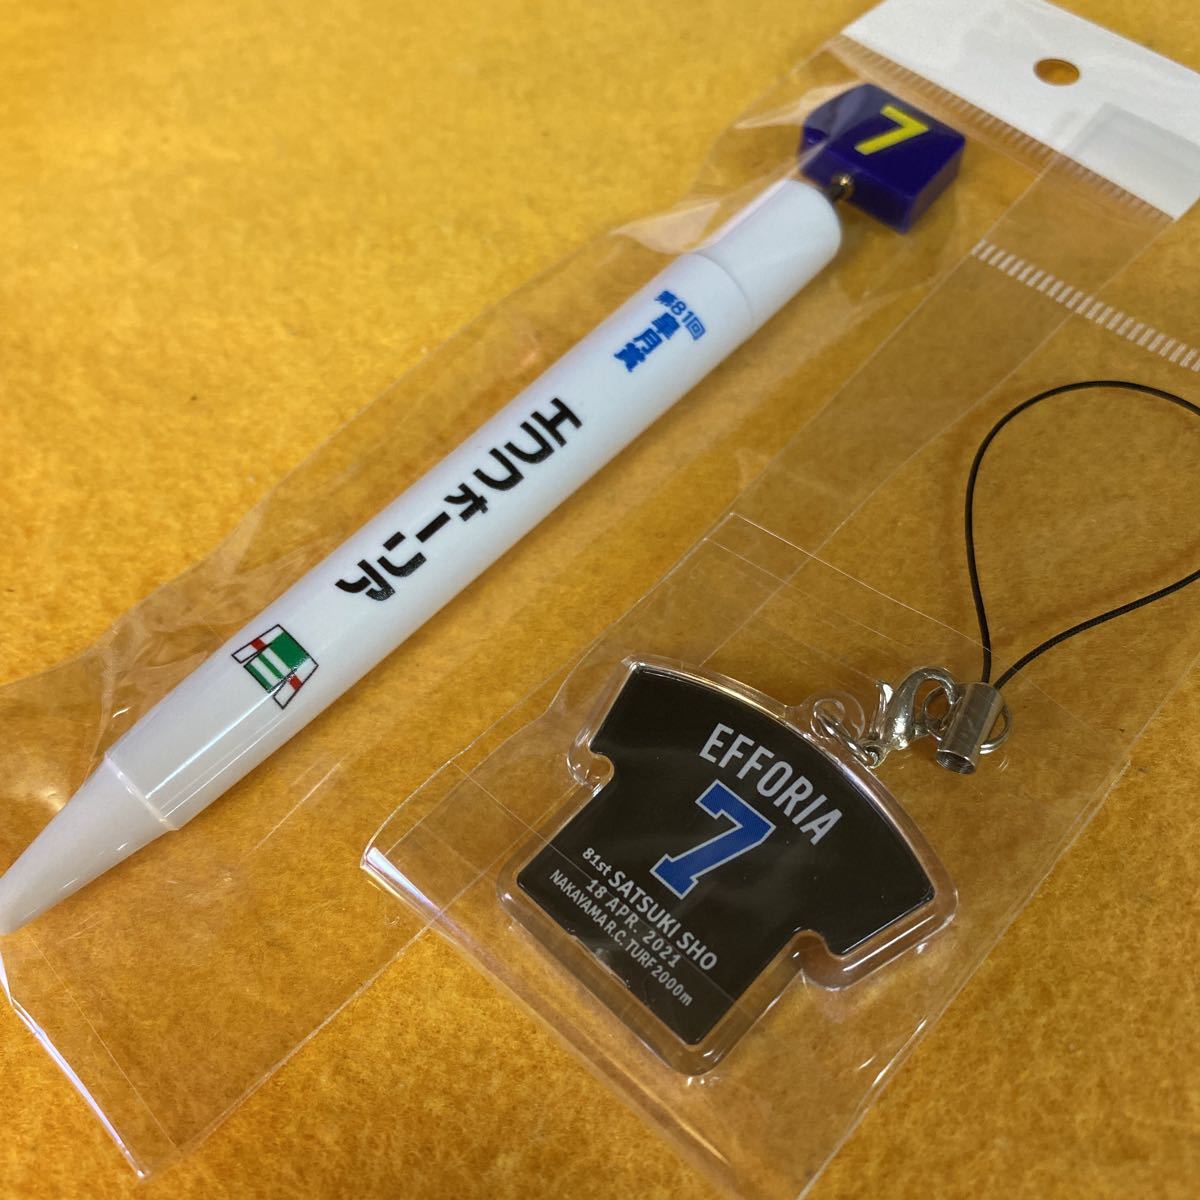 7
第81回
皐月賞
エフフォーリア
EFFORIA
7
81st SATSUKI SHO
18 APR. 2021
NAKAYAMA R.C. TURF 2000m